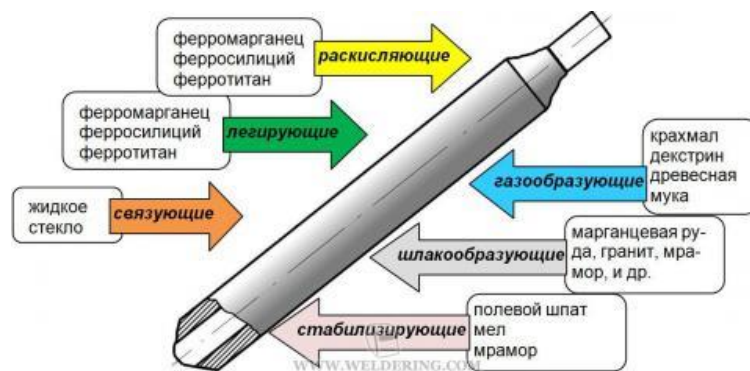 ферромарганец
ферросилиций
ферротитан
раскисляющие
ферромарганец
ферросилиций
ферротитан
легирующие
крахмал
декстрин
древесная
мука
газообразующие
жидкое
стекло
связующие
марганцевая ру-
да, гранит, мра-
мор, и др.
шлакообразующие
полевой шпат
мел
мрамор
стабилизирующие
WWW.WELDERING.COM